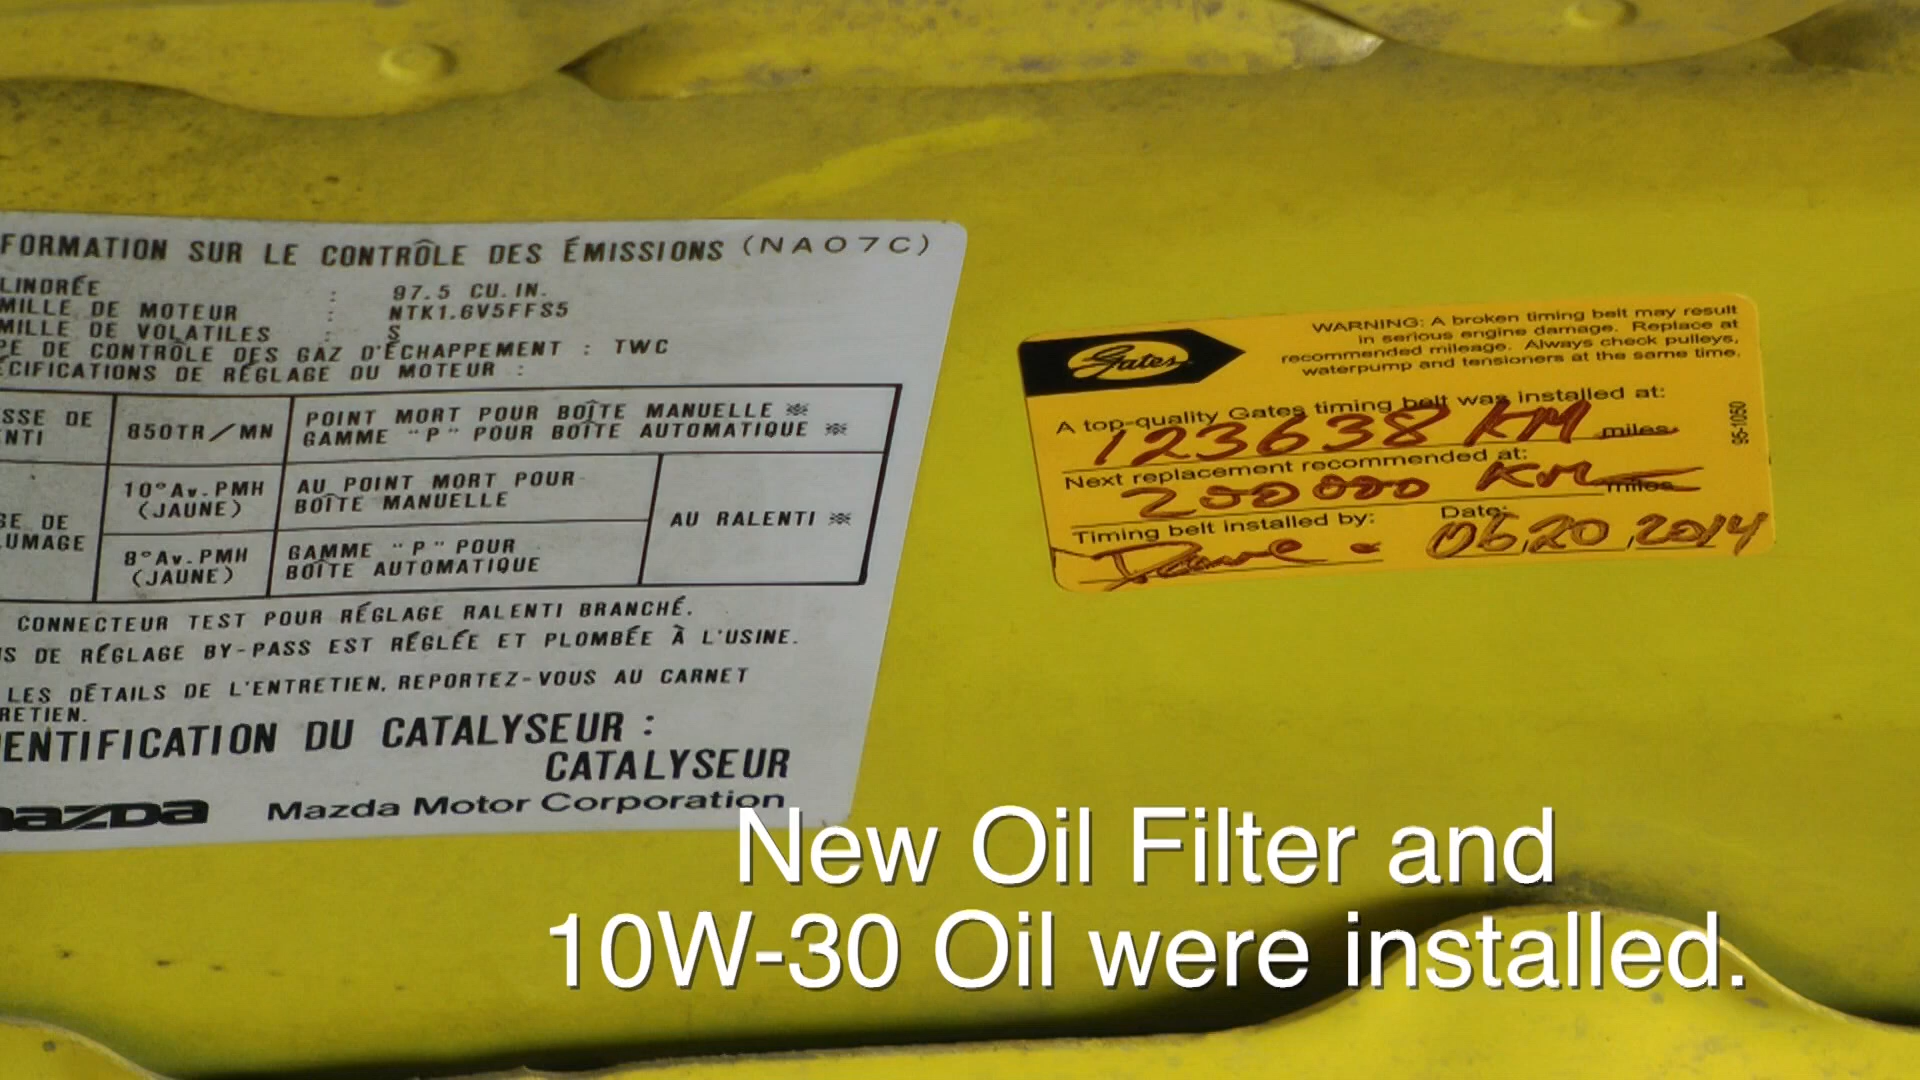 FORMATION SUR LE CONTRÔLE DES ÉMISSIONS (NA07C)
LINDRÉE : 97.5 CU.IN.
MILLE DE MOTEUR : NTK1.6V5FFS5
MILLE DE VOLATILES : S
PE DE CONTRÔLE DES GAZ D'ÉCHAPPEMENT : TWC
ÉCIFICATIONS DE RÉGLAGE DU MOTEUR :
SSE DE
NTI
850TR/MN
POINT MORT POUR BOÎTE MANUELLE ※
GAMME "P" POUR BOÎTE AUTOMATIQUE ※
GE DE
UMAGE
10°Av.PMH
(JAUNE)
AU POINT MORT POUR
BOÎTE MANUELLE
8°Av.PMH
(JAUNE)
GAMME "P" POUR
BOÎTE AUTOMATIQUE
AU RALENTI ※
CONNECTEUR TEST POUR RÉGLAGE RALENTI BRANCHÉ.
S DE RÉGLAGE BY-PASS EST RÉGLÉE ET PLOMBÉE À L'USINE.
LES DÉTAILS DE L'ENTRETIEN, REPORTEZ-VOUS AU CARNET
RETIEN.
ENTIFICATION DU CATALYSEUR :
CATALYSEUR
mazda Mazda Motor Corporation
Gates
WARNING: A broken timing belt may result
in serious engine damage. Replace at
recommended mileage. Always check pulleys,
waterpump and tensioners at the same time.
A top-quality Gates timing belt was installed at:
123638 KM miles.
Next replacement recommended at:
200000 KM miles
Timing belt installed by: Date:
Dave. 06,20,2014
95-1050
New Oil Filter and
10W-30 Oil were installed.